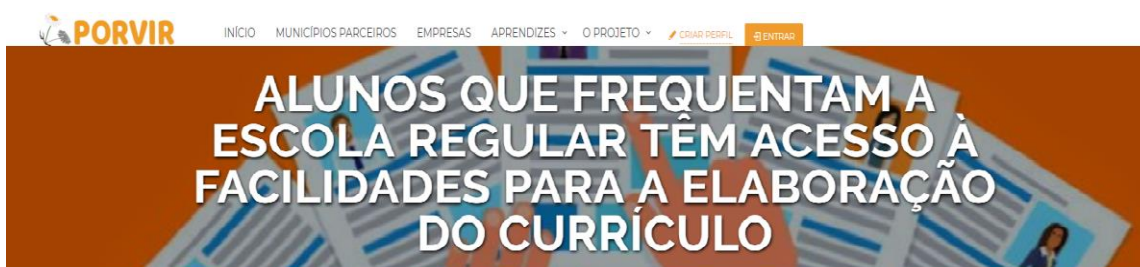 PORVIR
INÍCIO MUNICÍPIOS PARCEIROS EMPRESAS APRENDIZES O PROJETO CRIAR PERFIL ENTRAR
ALUNOS QUE FREQUENTAM A
ESCOLA REGULAR TÊM ACESSO À
FACILIDADES PARA A ELABORAÇÃO
DO CURRÍCULO